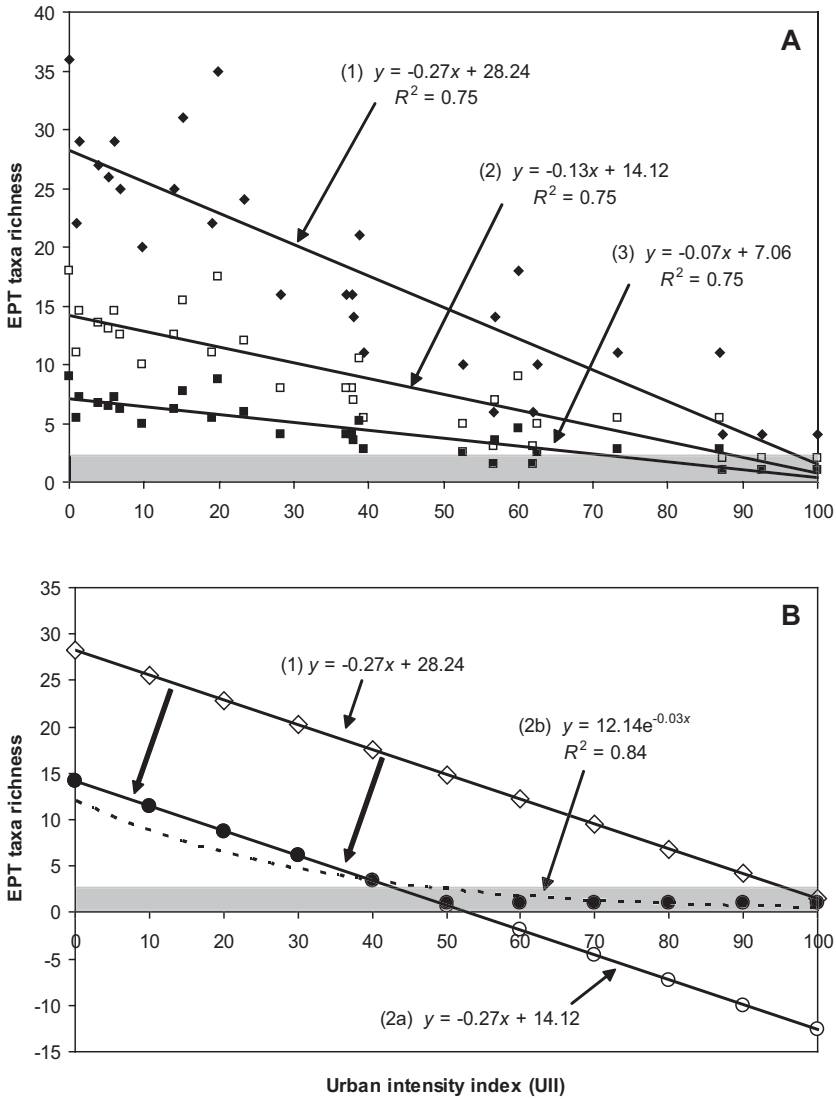 A
40
35
30
25
20
15
10
5
0
EPT taxa richness
(1) y = -0.27x + 28.24
R² = 0.75
(2) y = -0.13x + 14.12
R² = 0.75
(3) y = -0.07x + 7.06
R² = 0.75
0 10 20 30 40 50 60 70 80 90 100
B
35
30
25
20
15
10
5
0
-5
-10
-15
EPT taxa richness
(1) y = -0.27x + 28.24
(2b) y = 12.14e^-0.03x
R² = 0.84
0 10 20 30 40 50 60 70 80 90 100
(2a) y = -0.27x + 14.12
Urban intensity index (UII)